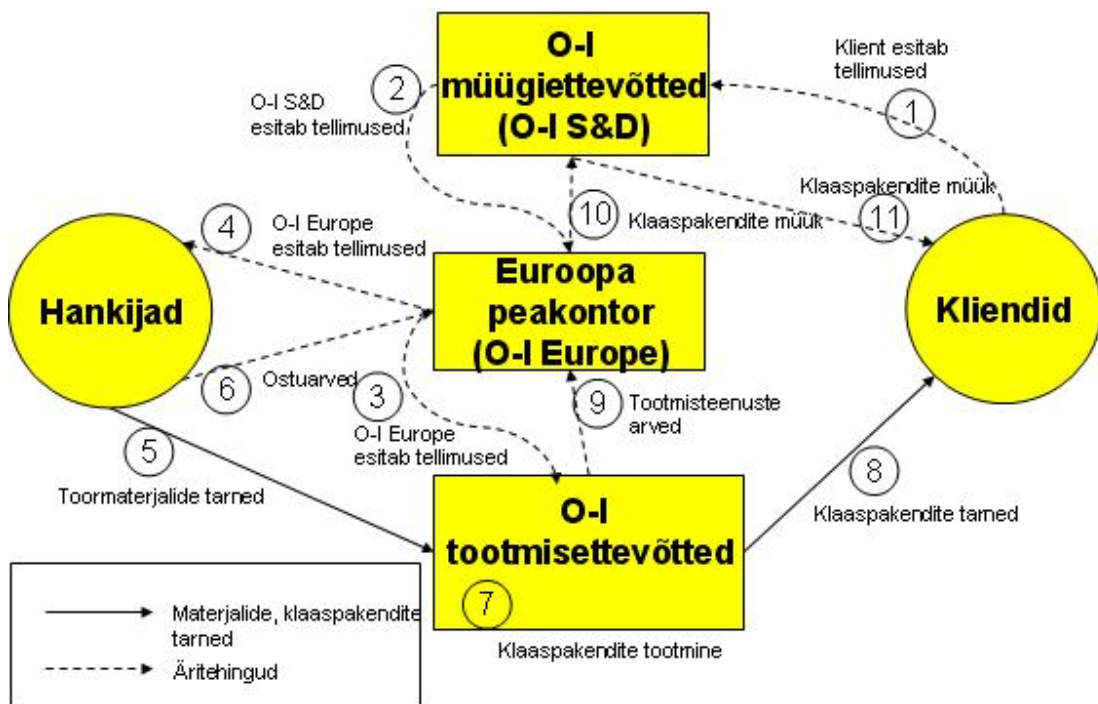 O-I
müügiettevõtted
(O-I S&D)
Klient esitab
tellimused
1
2
O-I S&D
esitab tellimused
Klaaspakendite müük
11
10
Klaaspakendite müük
4
O-I Europe
esitab tellimused
Hankijad
Euroopa
peakontor
(O-I Europe)
Kliendid
6
Ostuarved
3
O-I Europe
esitab tellimused
9
Tootmisteenuste
arved
5
Toormaterjalide tarned
8
Klaaspakendite tarned
O-I
tootmisettevõtted
7
Klaaspakendite tootmine
Materjalide, klaaspakendite
tarned
Äritehingud